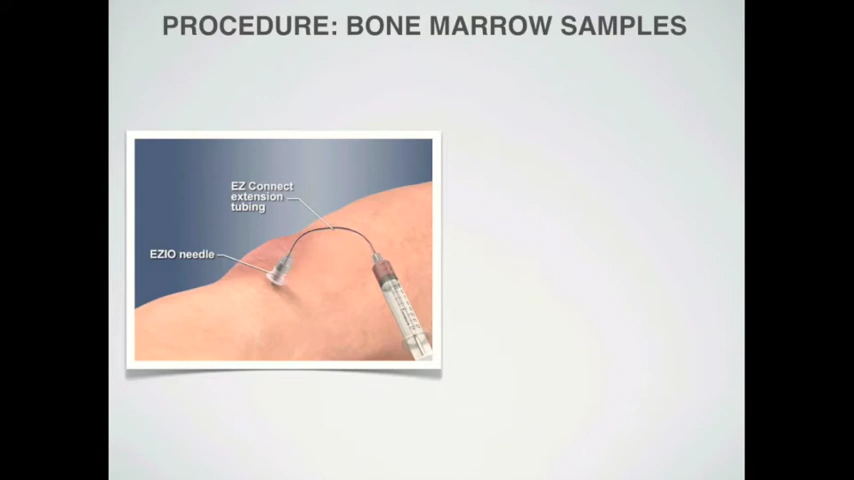 PROCEDURE: BONE MARROW SAMPLES
EZ Connect
extension
tubing
EZIO needle